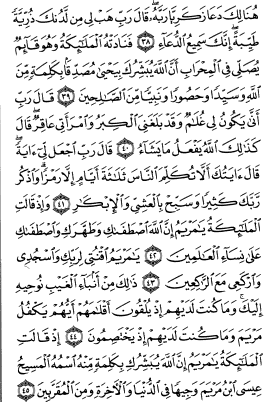 هُنَالِكَ دَعَا زَكَرِيَّا رَبَّهُۥ قَالَ رَبِّ هَبْ لِى مِن لَّدُنكَ ذُرِّيَّةً
طَيِّبَةً إِنَّكَ سَمِيعُ ٱلدُّعَآءِ ٣٨ فَنَادَتْهُ ٱلْمَلَٰٓئِكَةُ وَهُوَ قَآئِمٌ
يُصَلِّى فِى ٱلْمِحْرَابِ أَنَّ ٱللَّهَ يُبَشِّرُكَ بِيَحْيَىٰ مُصَدِّقًۢا بِكَلِمَةٍ مِّنَ
ٱللَّهِ وَسَيِّدًا وَحَصُورًا وَنَبِيًّا مِّنَ ٱلصَّٰلِحِينَ ٣٩ قَالَ رَبِّ
أَنَّىٰ يَكُونُ لِى غُلَٰمٌ وَقَدْ بَلَغَنِىَ ٱلْكِبَرُ وَٱمْرَأَتِى عَاقِرٌ قَالَ
كَذَٰلِكَ ٱللَّهُ يَفْعَلُ مَا يَشَآءُ ٤٠ قَالَ رَبِّ ٱجْعَل لِّىٓ ءَايَةً
قَالَ ءَايَتُكَ أَلَّا تُكَلِّمَ ٱلنَّاسَ ثَلَٰثَةَ أَيَّامٍ إِلَّا رَمْزًا وَٱذْكُر
رَّبَّكَ كَثِيرًا وَسَبِّحْ بِٱلْعَشِىِّ وَٱلْإِبْكَٰرِ ٤١ وَإِذْ قَالَتِ
ٱلْمَلَٰٓئِكَةُ يَٰمَرْيَمُ إِنَّ ٱللَّهَ ٱصْطَفَىٰكِ وَطَهَّرَكِ وَٱصْطَفَىٰكِ
عَلَىٰ نِسَآءِ ٱلْعَٰلَمِينَ ٤٢ يَٰمَرْيَمُ ٱقْنُتِى لِرَبِّكِ وَٱسْجُدِى
وَٱرْكَعِى مَعَ ٱلرَّٰكِعِينَ ٤٣ ذَٰلِكَ مِنْ أَنۢبَآءِ ٱلْغَيْبِ نُوحِيهِ
إِلَيْكَ وَمَا كُنتَ لَدَيْهِمْ إِذْ يُلْقُونَ أَقْلَٰمَهُمْ أَيُّهُمْ يَكْفُلُ
مَرْيَمَ وَمَا كُنتَ لَدَيْهِمْ إِذْ يَخْتَصِمُونَ ٤٤ إِذْ قَالَتِ
ٱلْمَلَٰٓئِكَةُ يَٰمَرْيَمُ إِنَّ ٱللَّهَ يُبَشِّرُكِ بِكَلِمَةٍ مِّنْهُ ٱسْمُهُ ٱلْمَسِيحُ
عِيسَى ٱبْنُ مَرْيَمَ وَجِيهًا فِى ٱلدُّنْيَا وَٱلْءَاخِرَةِ وَمِنَ ٱلْمُقَرَّبِينَ ٤٥